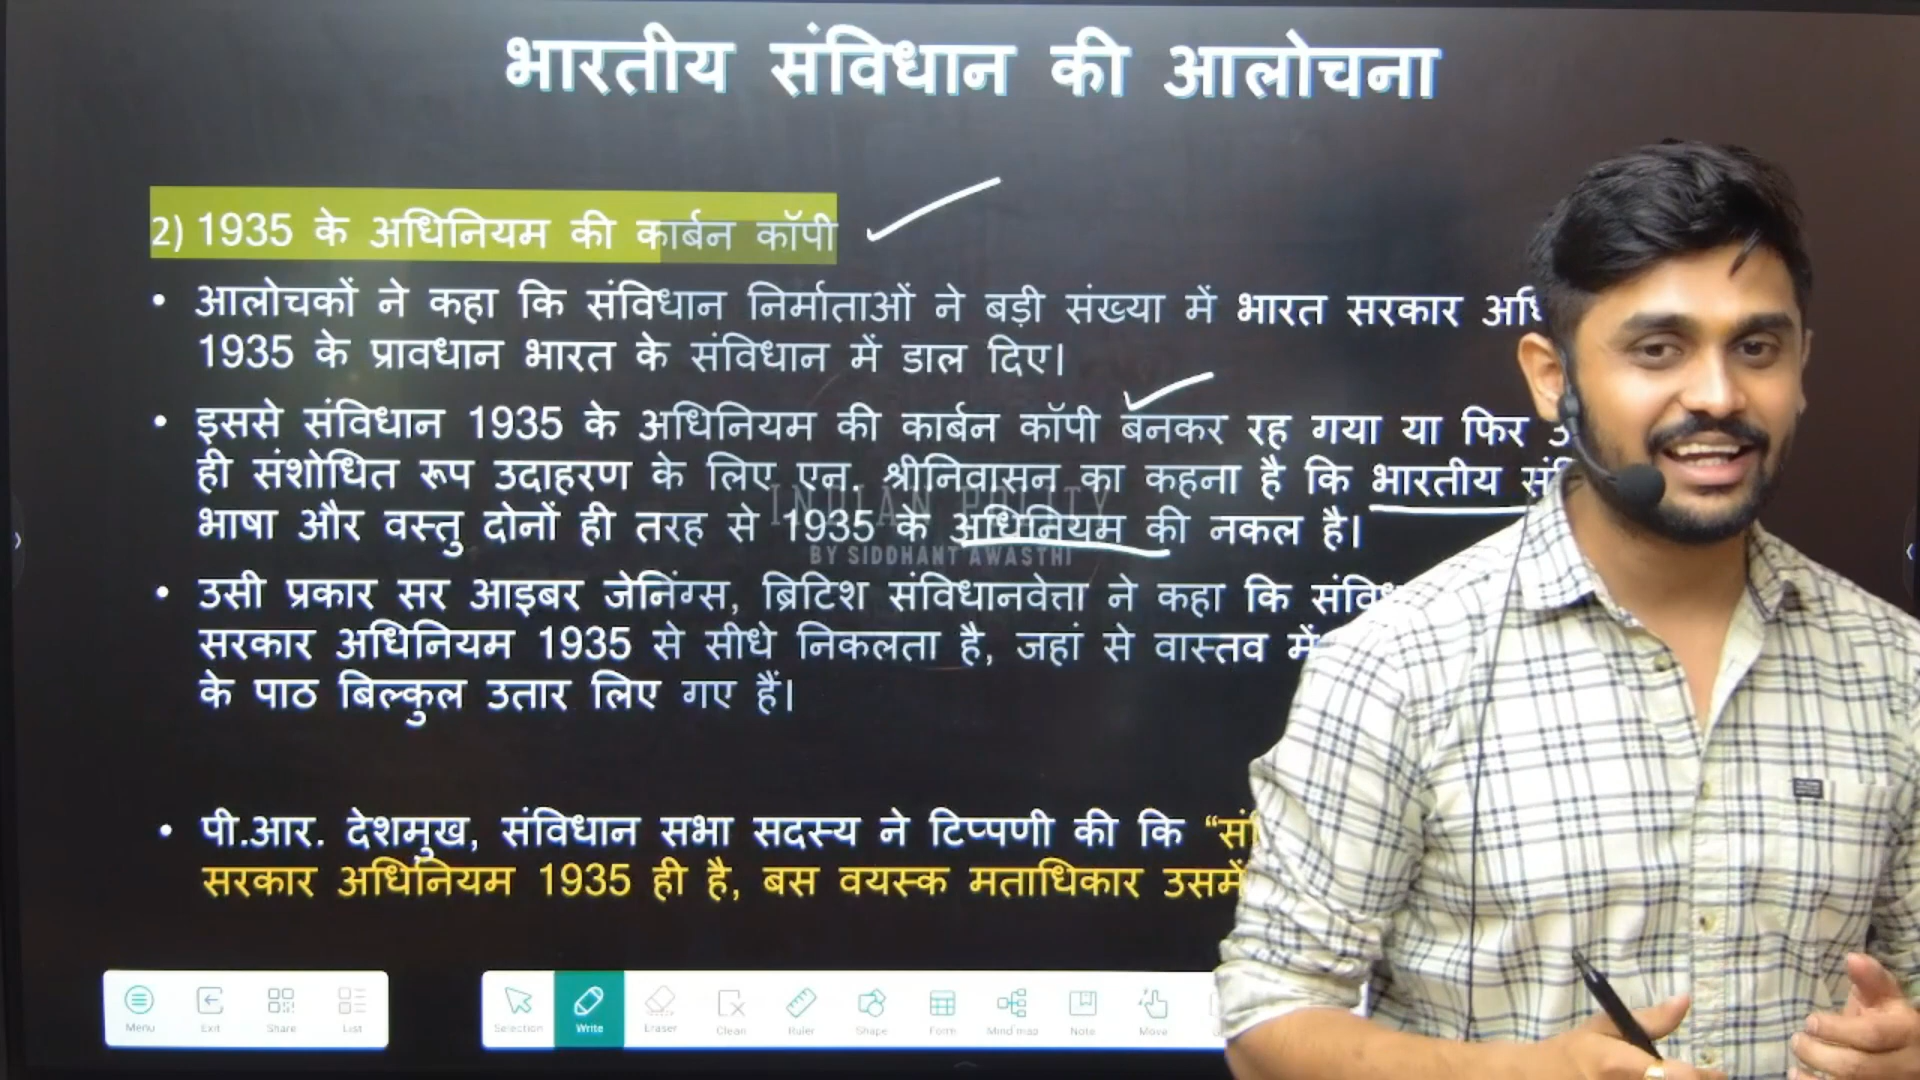 भारतीय संविधान की आलोचना
2) 1935 के अधिनियम की कार्बन कॉपी
• आलोचकों ने कहा कि संविधान निर्माताओं ने बड़ी संख्या में भारत सरकार
1935 के प्रावधान भारत के संविधान में डाल दिए।
• इससे संविधान 1935 के अधिनियम की कार्बन कॉपी बनकर रह गया या फिर
ही संशोधित रूप उदाहरण के लिए एन. श्रीनिवासन का कहना है कि भारतीय
भाषा और वस्तु दोनों ही तरह से 1935 के अधिनियम की नकल है।
INDIAN POLITY
BY SIDDHANT AWASTHI
• उसी प्रकार सर आइबर जेनिंग्स, ब्रिटिश संविधानवेत्ता ने कहा कि
सरकार अधिनियम 1935 से सीधे निकलता है, जहां से वास्तव में
के पाठ बिल्कुल उतार लिए गए हैं।
• पी.आर. देशमुख, संविधान सभा सदस्य ने टिप्पणी की कि
सरकार अधिनियम 1935 ही है, बस वयस्क मताधिकार उसमें
Menu Exit Share List Selection Write Eraser Clean Ruler Shape Form Mind map Note Move